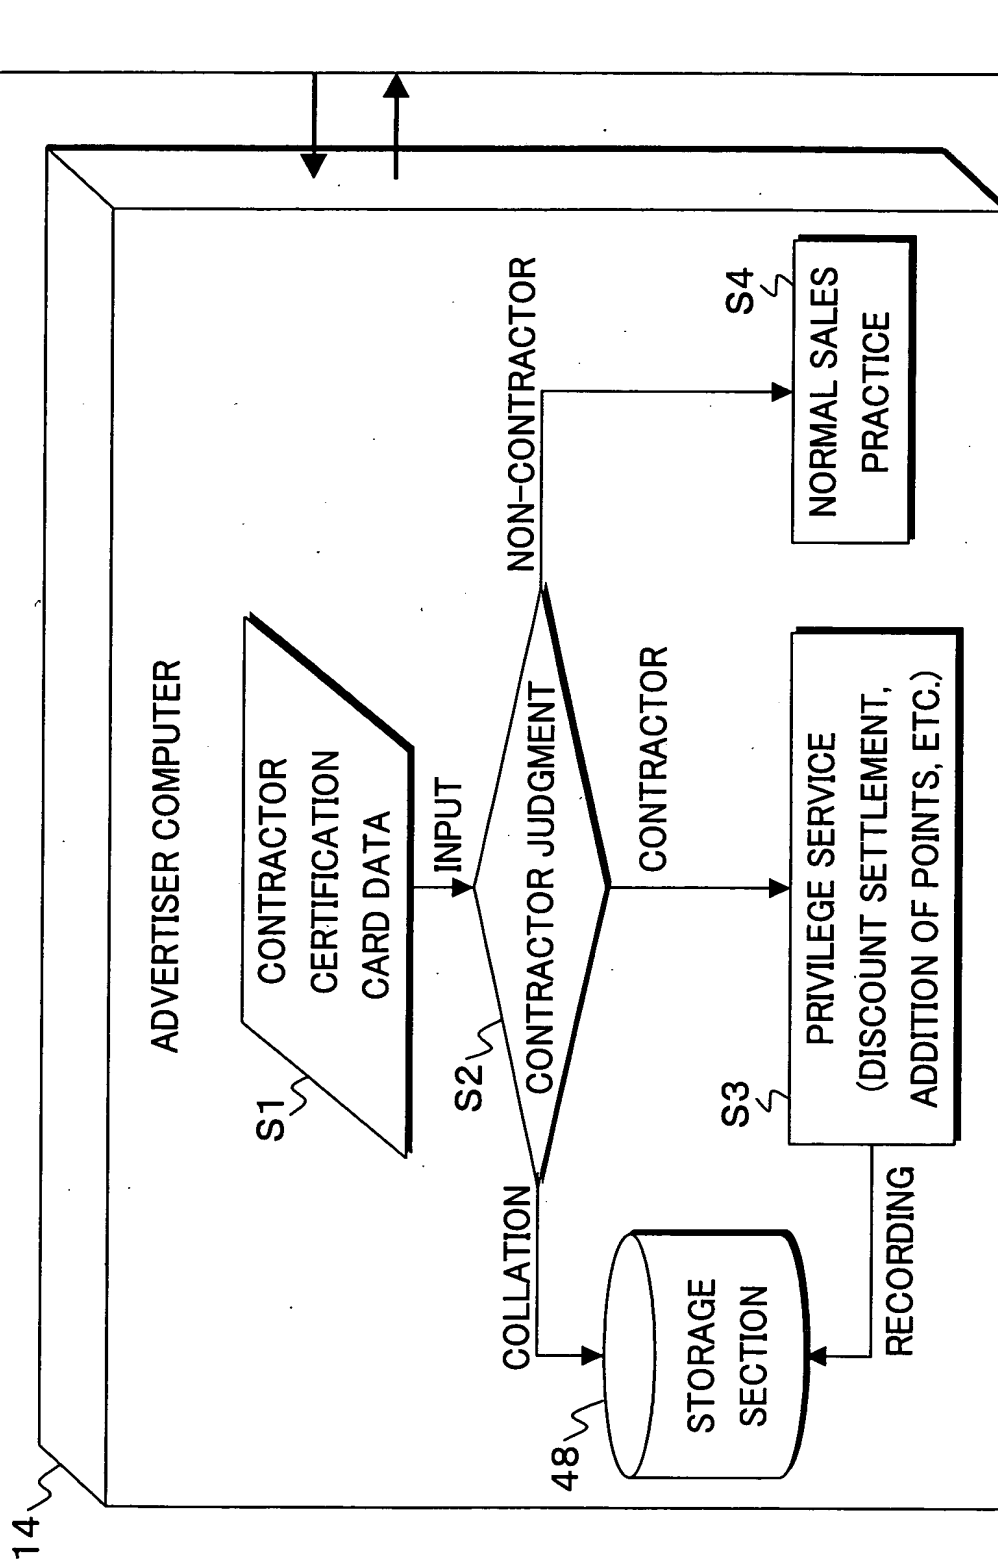 14
ADVERTISER COMPUTER
S1
CONTRACTOR
CERTIFICATION
CARD DATA
INPUT
S2
CONTRACTOR JUDGMENT
COLLATION
NON-CONTRACTOR
CONTRACTOR
48
STORAGE
SECTION
S3
PRIVILEGE SERVICE
(DISCOUNT SETTLEMENT,
ADDITION OF POINTS, ETC.)
S4
NORMAL SALES
PRACTICE
RECORDING